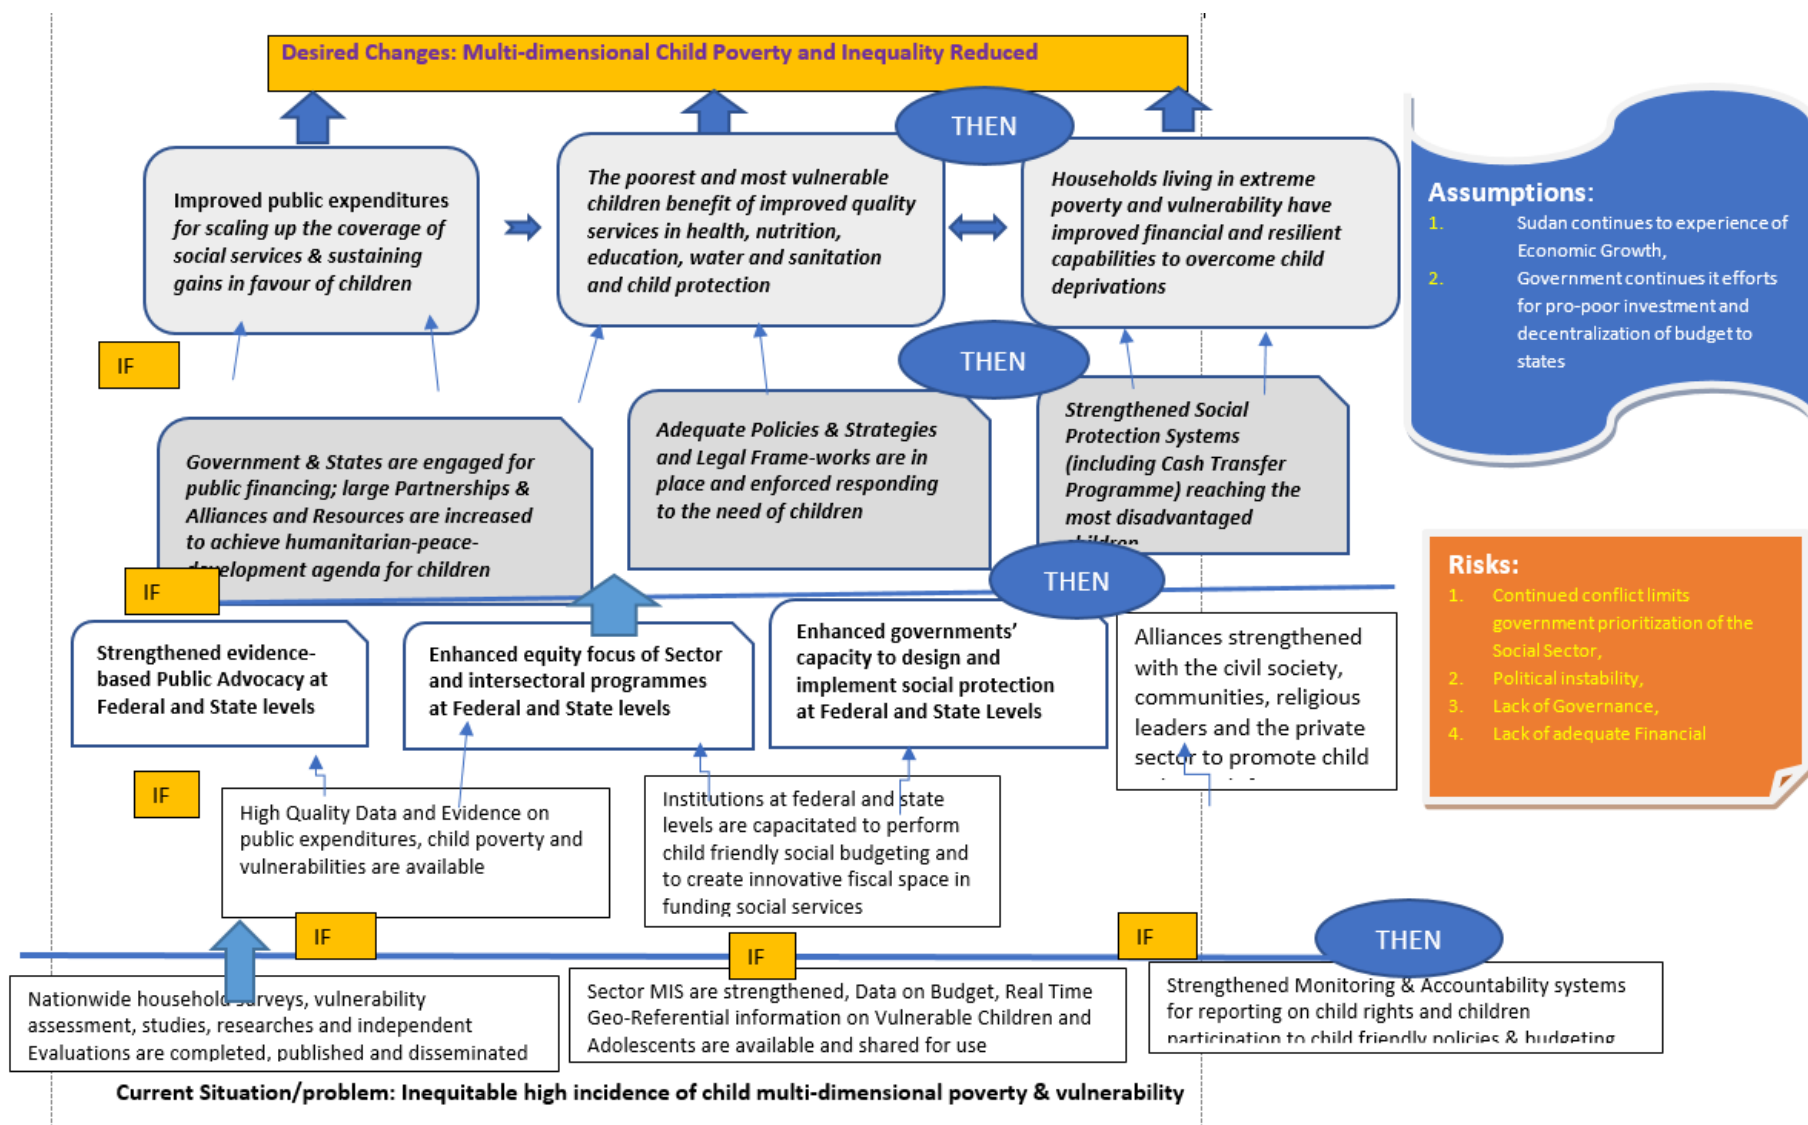 Desired Changes: Multi-dimensional Child Poverty and Inequality Reduced
THEN
Improved public expenditures
for scaling up the coverage of
social services & sustaining
gains in favour of children
The poorest and most vulnerable
children benefit of improved quality
services in health, nutrition,
education, water and sanitation
and child protection
Households living in extreme
poverty and vulnerability have
improved financial and resilient
capabilities to overcome child
deprivations
IF
THEN
Government & States are engaged for
public financing; large Partnerships &
Alliances and Resources are increased
to achieve humanitarian-peace-
development agenda for children
Adequate Policies & Strategies
and Legal Frame-works are in
place and enforced responding
to the need of children
Strengthened Social
Protection Systems
(including Cash Transfer
Programme) reaching the
most disadvantaged
children
IF
THEN
Strengthened evidence-
based Public Advocacy at
Federal and State levels
Enhanced equity focus of Sector
and intersectoral programmes
at Federal and State levels
Enhanced governments’
capacity to design and
implement social protection
at Federal and State Levels
Alliances strengthened
with the civil society,
communities, religious
leaders and the private
sector to promote child
IF
High Quality Data and Evidence on
public expenditures, child poverty and
vulnerabilities are available
Institutions at federal and state
levels are capacitated to perform
child friendly social budgeting and
to create innovative fiscal space in
funding social services
IF
IF
IF
THEN
Nationwide household surveys, vulnerability
assessment, studies, researches and independent
Evaluations are completed, published and disseminated
Sector MIS are strengthened, Data on Budget, Real Time
Geo-Referential information on Vulnerable Children and
Adolescents are available and shared for use
Strengthened Monitoring & Accountability systems
for reporting on child rights and children
participation to child friendly policies & budgeting
Current Situation/problem: Inequitable high incidence of child multi-dimensional poverty & vulnerability
Assumptions:
1. Sudan continues to experience of
Economic Growth,
2. Government continues it efforts
for pro-poor investment and
decentralization of budget to
states
Risks:
1. Continued conflict limits
government prioritization of the
Social Sector,
2. Political instability,
3. Lack of Governance,
4. Lack of adequate Financial